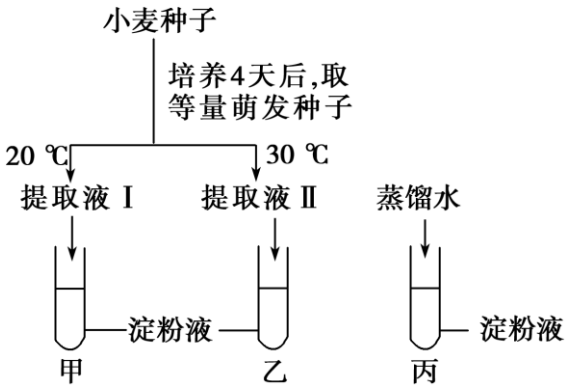 小麦种子
培养4天后,取
等量萌发种子
20 ℃
30 ℃
提取液Ⅰ
提取液Ⅱ
蒸馏水
淀粉液
淀粉液
甲
乙
丙